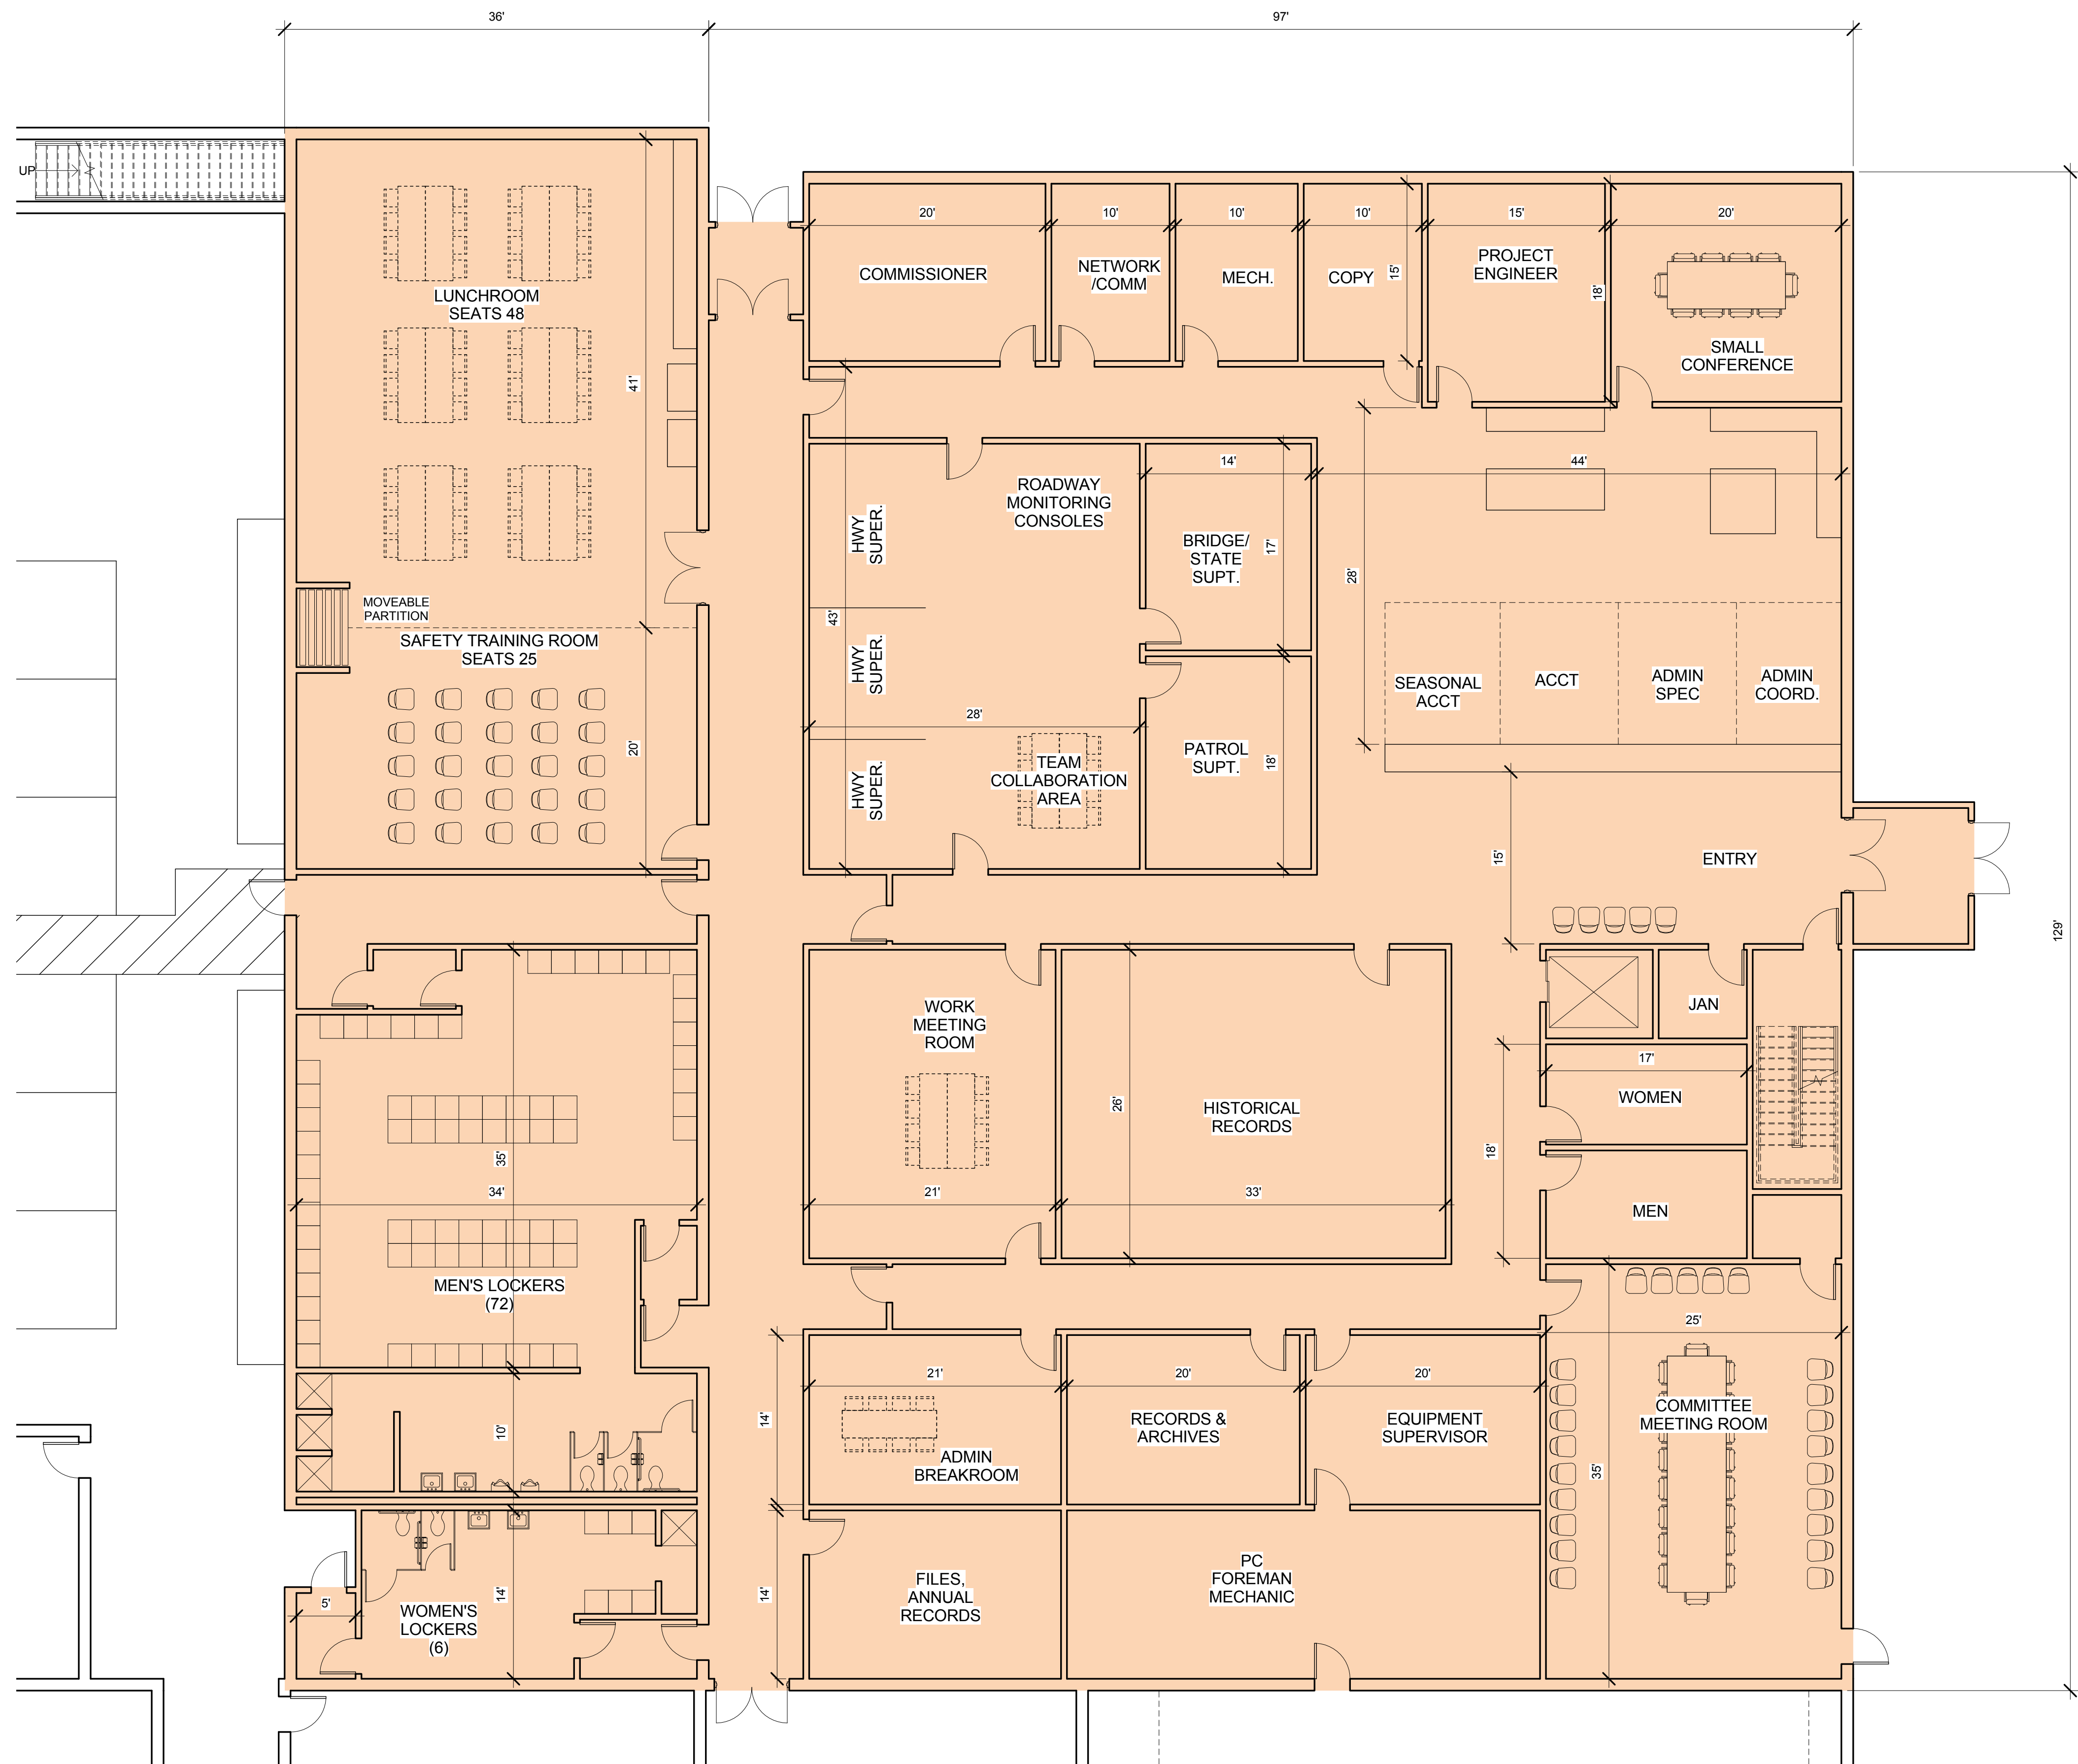 36'
97'
UP
20'
10'
10'
10'
15'
20'
COMMISSIONER
NETWORK
/COMM
MECH.
COPY
15'
PROJECT
ENGINEER
18'
SMALL
CONFERENCE
LUNCHROOM
SEATS 48
41'
MOVEABLE
PARTITION
SAFETY TRAINING ROOM
SEATS 25
20'
HWY
SUPER.
HWY
SUPER.
HWY
SUPER.
43'
ROADWAY
MONITORING
CONSOLES
28'
TEAM
COLLABORATION
AREA
14'
BRIDGE/
STATE
SUPT.
17'
PATROL
SUPT.
18'
44'
28'
SEASONAL
ACCT
ACCT
ADMIN
SPEC
ADMIN
COORD.
15'
ENTRY
129'
WORK
MEETING
ROOM
21'
26'
HISTORICAL
RECORDS
33'
JAN
17'
WOMEN
18'
MEN
35'
34'
MEN'S LOCKERS
(72)
10'
14'
5'
WOMEN'S
LOCKERS
(6)
14'
14'
21'
ADMIN
BREAKROOM
20'
RECORDS &
ARCHIVES
20'
EQUIPMENT
SUPERVISOR
25'
35'
COMMITTEE
MEETING ROOM
FILES,
ANNUAL
RECORDS
PC
FOREMAN
MECHANIC